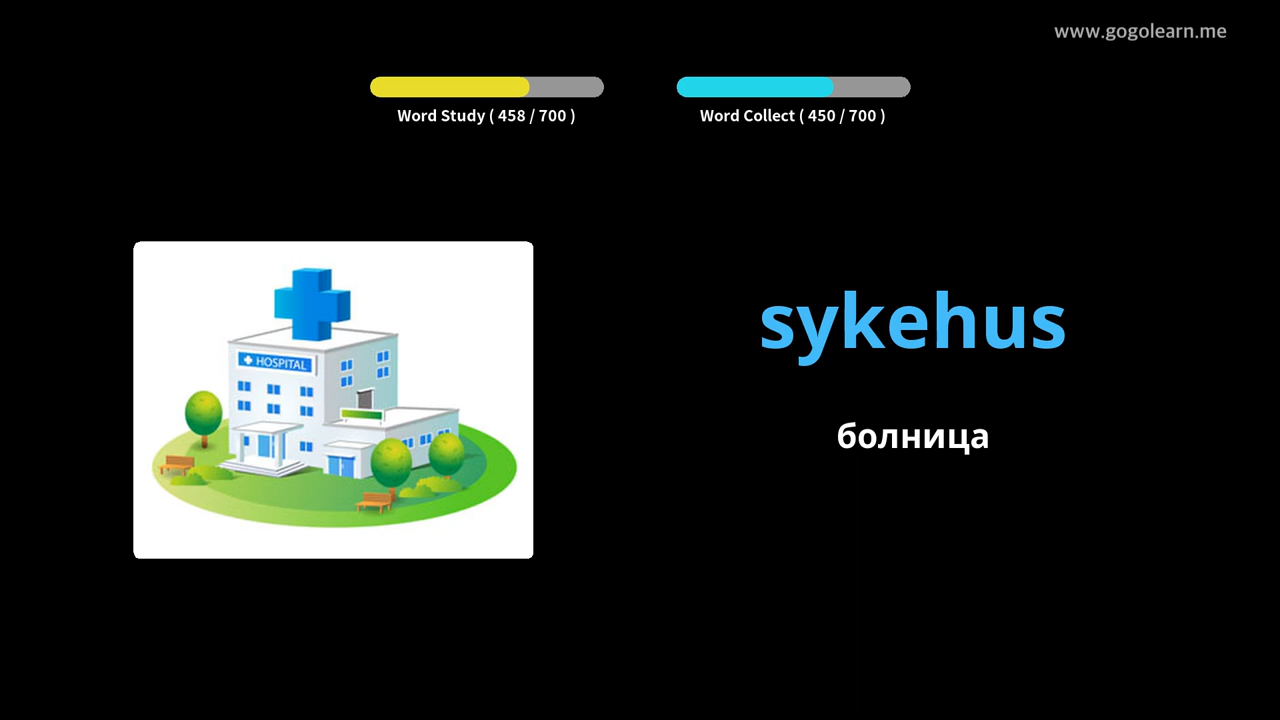 www.gogolearn.me
Word Study ( 458 / 700 )
Word Collect ( 450 / 700 )
HOSPITAL
sykehus
болница